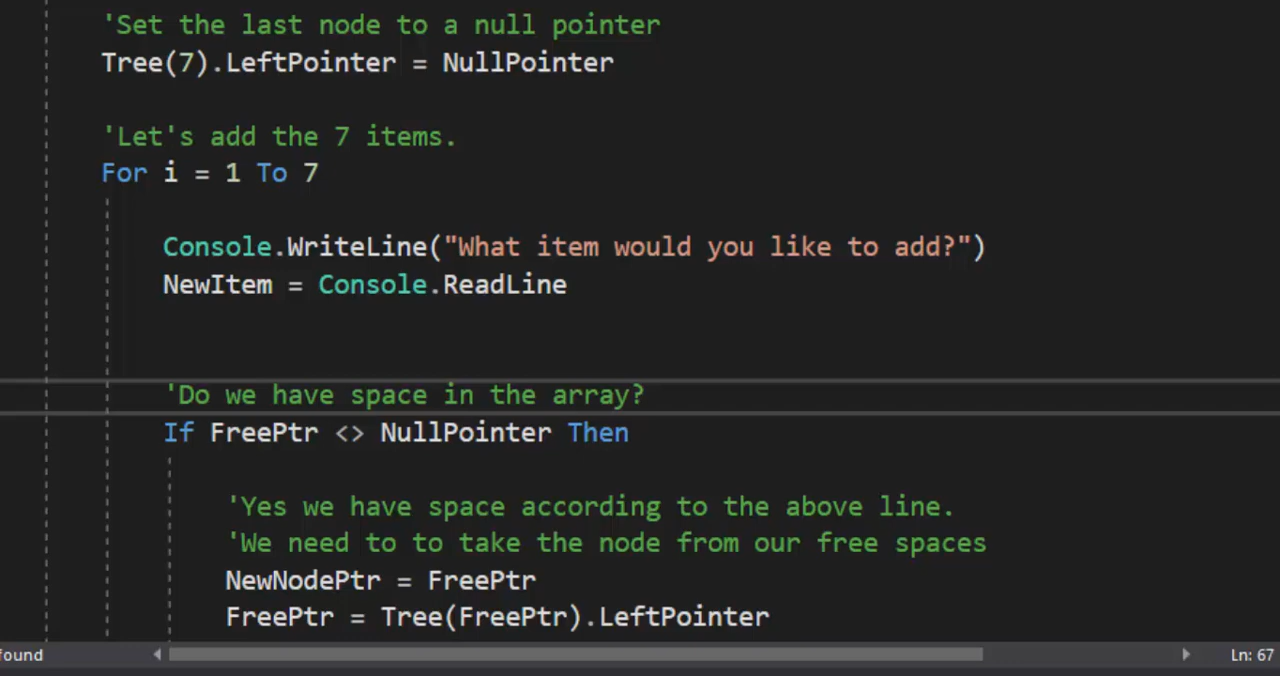 'Set the last node to a null pointer
Tree(7).LeftPointer = NullPointer
'Let's add the 7 items.
For i = 1 To 7
Console.WriteLine("What item would you like to add?")
NewItem = Console.ReadLine
'Do we have space in the array?
If FreePtr <> NullPointer Then
'Yes we have space according to the above line.
'We need to to take the node from our free spaces
NewNodePtr = FreePtr
FreePtr = Tree(FreePtr).LeftPointer
found
Ln: 67